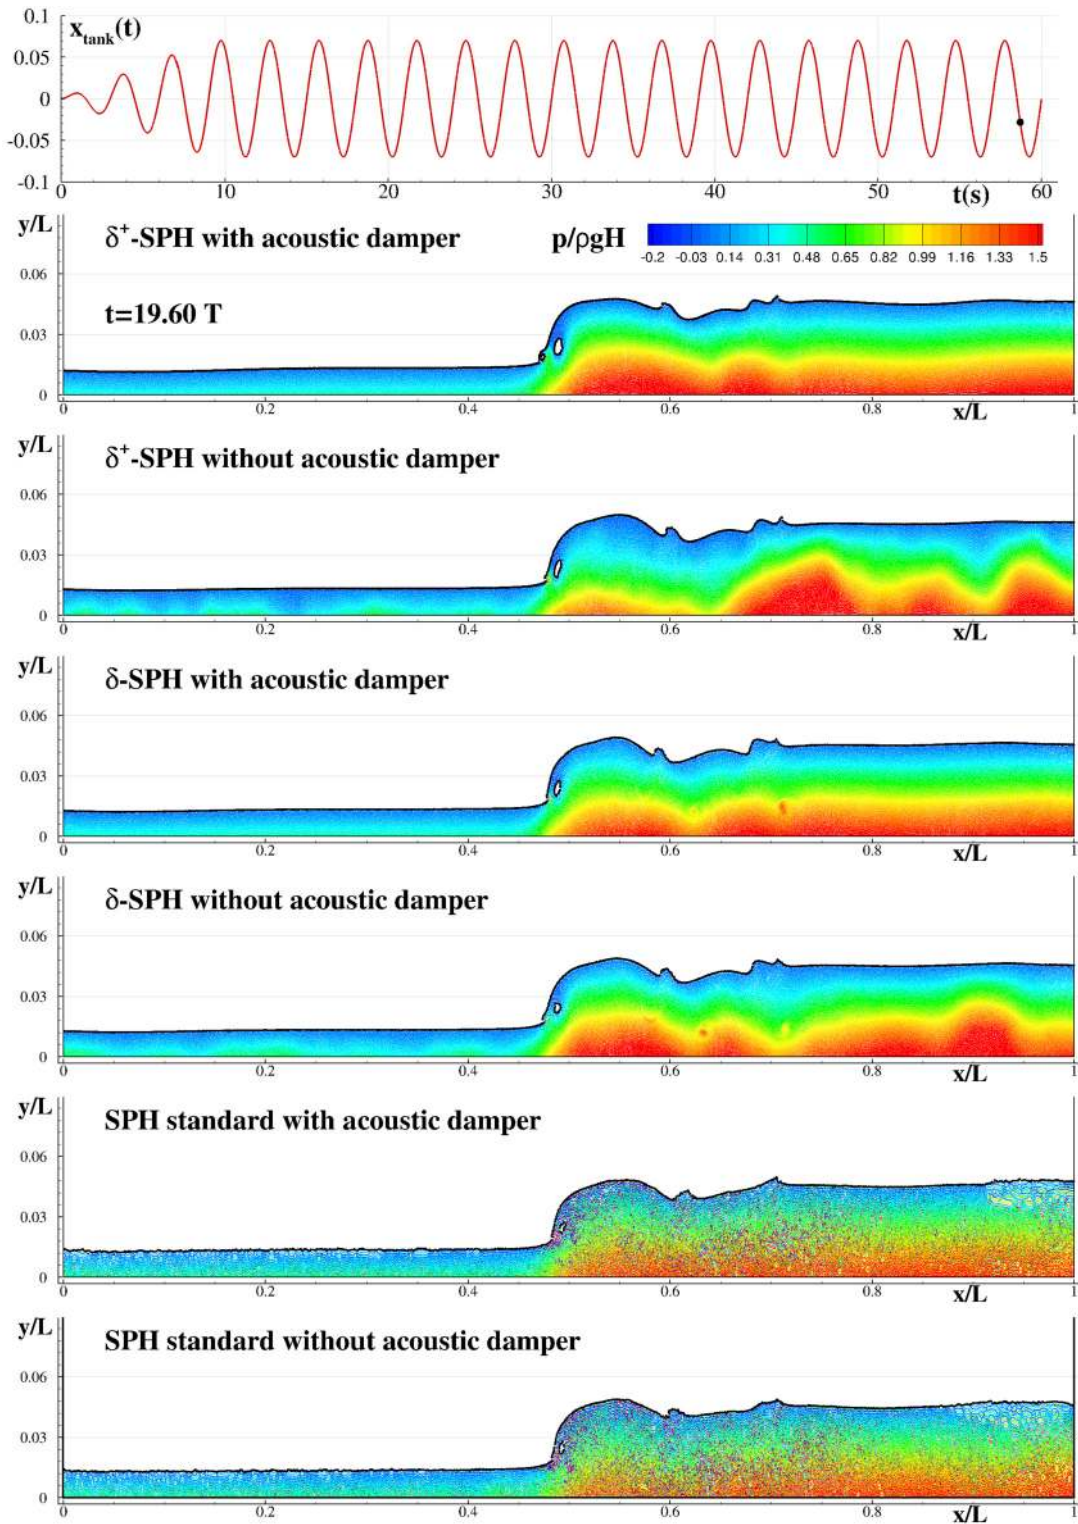 0.1
x_tank(t)
0.05
0
-0.05
-0.1
0 10 20 30 40 50 t(s) 60
y/L δ⁺-SPH with acoustic damper p/ρgH
-0.2 -0.03 0.14 0.31 0.48 0.65 0.82 0.99 1.16 1.33 1.5
0.06
t=19.60 T
0.03
0
0 0.2 0.4 0.6 0.8 x/L 1
y/L δ⁺-SPH without acoustic damper
0.06
0.03
0
0 0.2 0.4 0.6 0.8 x/L 1
y/L δ-SPH with acoustic damper
0.06
0.03
0
0 0.2 0.4 0.6 0.8 x/L 1
y/L δ-SPH without acoustic damper
0.06
0.03
0
0 0.2 0.4 0.6 0.8 x/L 1
y/L SPH standard with acoustic damper
0.06
0.03
0
0 0.2 0.4 0.6 0.8 x/L 1
y/L SPH standard without acoustic damper
0.06
0.03
0
0 0.2 0.4 0.6 0.8 x/L 1